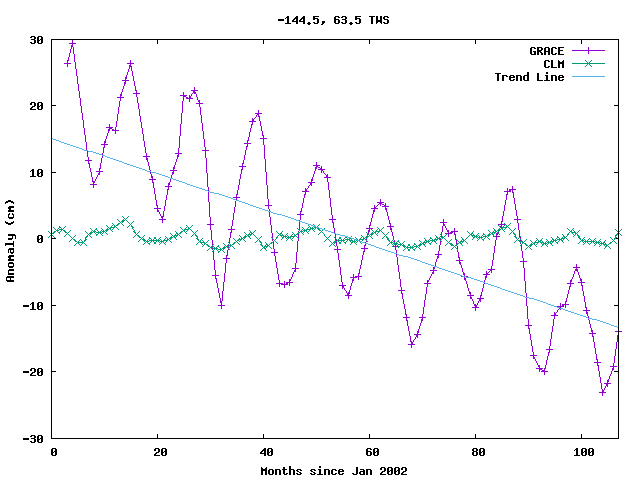 -144.5, 63.5 TWS
GRACE
CLM
Trend Line
30
20
10
0
-10
-20
-30
Anomaly (cm)
0 20 40 60 80 100
Months since Jan 2002